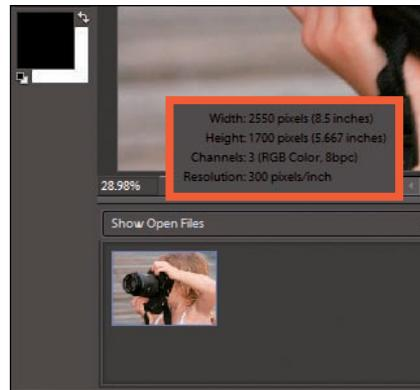 Width: 2550 pixels (8.5 inches)
Height: 1700 pixels (5.667 inches)
Channels: 3 (RGB Color, 8bpc)
Resolution: 300 pixels/inch
28.98%
Show Open Files